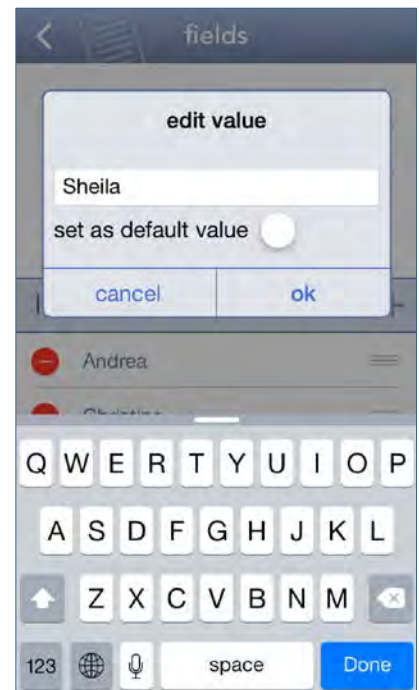 fields
edit value
Sheila
set as default value
cancel ok
Andrea
Q W E R T Y U I O P
A S D F G H J K L
Z X C V B N M
123 space Done